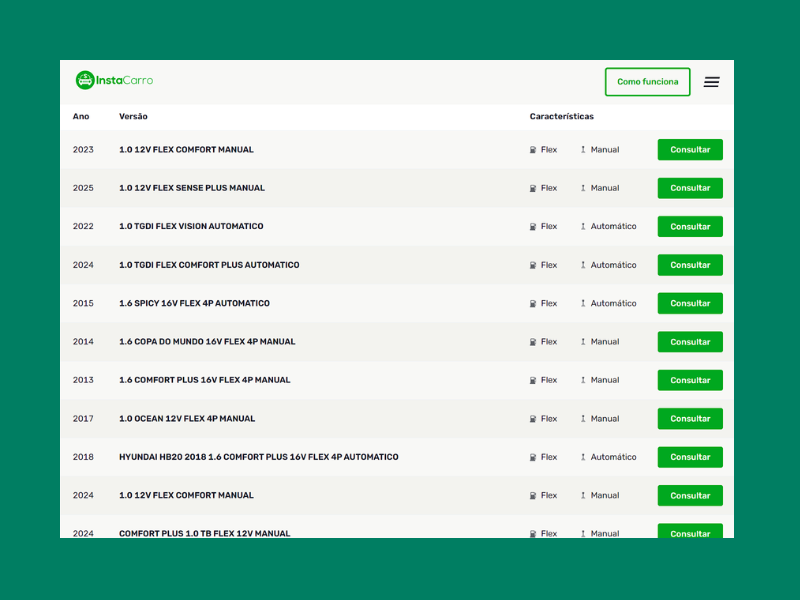 InstaCarro
Como funciona
Ano Versão Características
2023 1.0 12V FLEX COMFORT MANUAL Flex Manual Consultar
2025 1.0 12V FLEX SENSE PLUS MANUAL Flex Manual Consultar
2022 1.0 TGDI FLEX VISION AUTOMATICO Flex Automático Consultar
2024 1.0 TGDI FLEX COMFORT PLUS AUTOMATICO Flex Automático Consultar
2015 1.6 SPICY 16V FLEX 4P AUTOMATICO Flex Automático Consultar
2014 1.6 COPA DO MUNDO 16V FLEX 4P MANUAL Flex Manual Consultar
2013 1.6 COMFORT PLUS 16V FLEX 4P MANUAL Flex Manual Consultar
2017 1.0 OCEAN 12V FLEX 4P MANUAL Flex Manual Consultar
2018 HYUNDAI HB20 2018 1.6 COMFORT PLUS 16V FLEX 4P AUTOMATICO Flex Automático Consultar
2024 1.0 12V FLEX COMFORT MANUAL Flex Manual Consultar
2024 COMFORT PLUS 1.0 TB FLEX 12V MANUAL Flex Manual Consultar